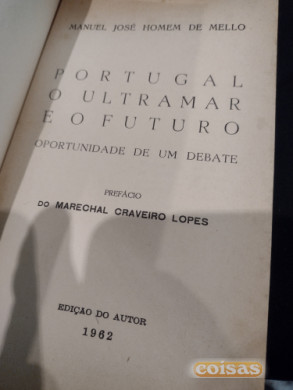 MANUEL JOSÉ HOMEM DE MELLO
PORTUGAL
O ULTRAMAR
E O FUTURO
OPORTUNIDADE DE UM DEBATE
PREFÁCIO
DO MARECHAL CRAVEIRO LOPES
EDIÇÃO DO AUTOR
1962
coisas